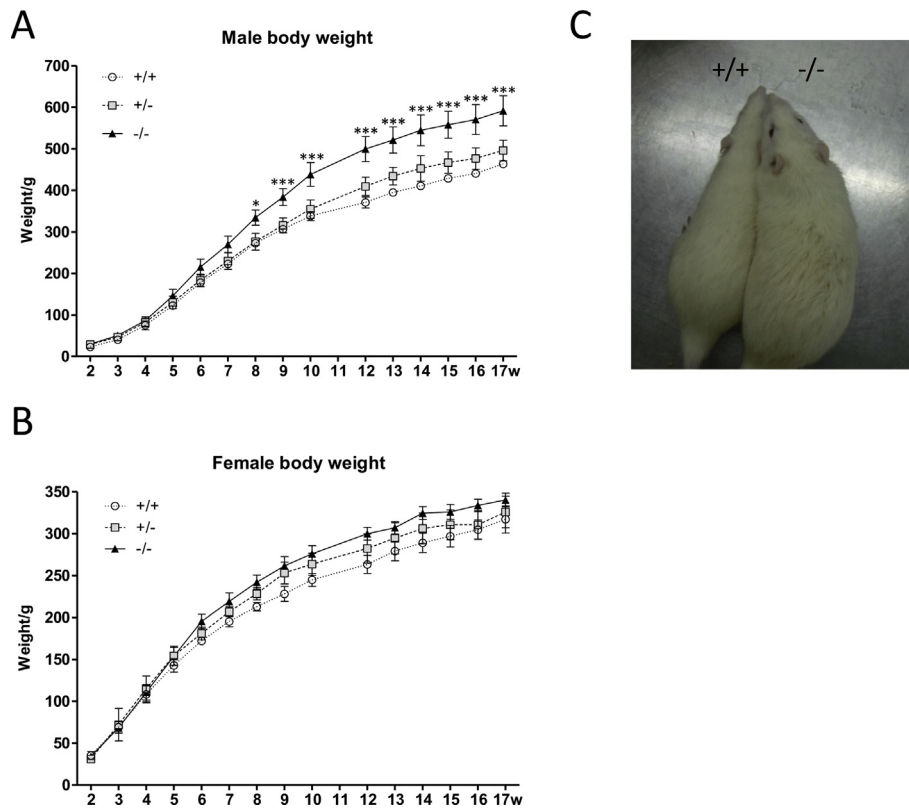 A
Male body weight
+/+
+/-
-/-
Weight/g
700
600
500
400
300
200
100
0
* *** *** *** *** *** *** *** ***
2 3 4 5 6 7 8 9 10 11 12 13 14 15 16 17w
B
Female body weight
+/+
+/-
-/-
Weight/g
350
300
250
200
150
100
50
0
2 3 4 5 6 7 8 9 10 11 12 13 14 15 16 17w
C
+/+ -/-